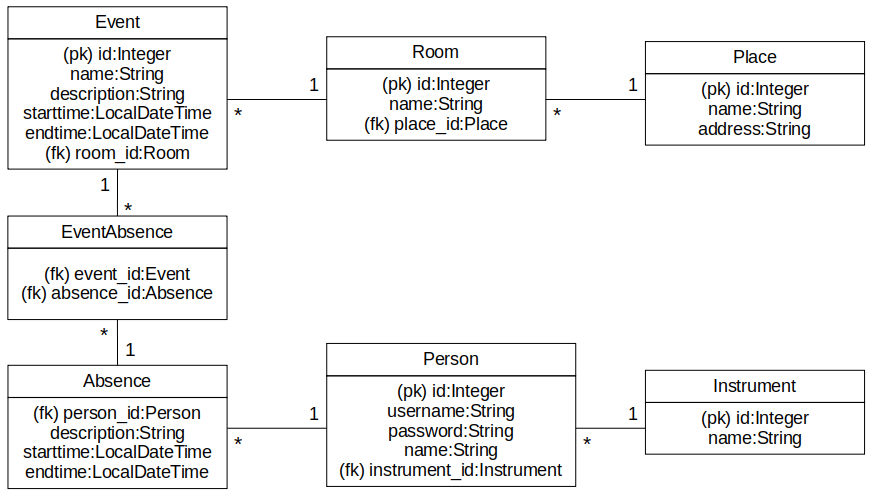 Event
(pk) id:Integer
name:String
description:String
starttime:LocalDateTime
endtime:LocalDateTime
(fk) room_id:Room
1
*
Room
(pk) id:Integer
name:String
(fk) place_id:Place
1
*
Place
(pk) id:Integer
name:String
address:String
1
*
EventAbsence
(fk) event_id:Event
(fk) absence_id:Absence
*
1
Absence
(fk) person_id:Person
description:String
starttime:LocalDateTime
endtime:LocalDateTime
1
*
Person
(pk) id:Integer
username:String
password:String
name:String
(fk) instrument_id:Instrument
1
*
Instrument
(pk) id:Integer
name:String